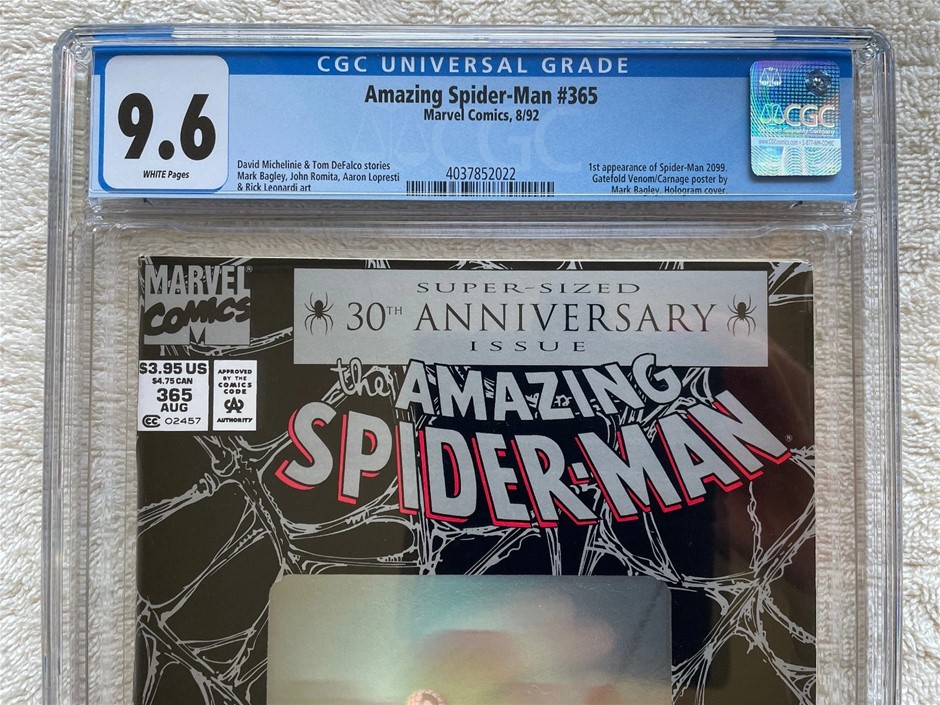 CGC UNIVERSAL GRADE
9.6
WHITE Pages
Amazing Spider-Man #365
Marvel Comics, 8/92
David Michelinie & Tom DeFalco stories
Mark Bagley, John Romita, Aaron Lopresti
& Rick Leonardi art
4037852022
1st appearance of Spider-Man 2099.
Gatefold Venom/Carnage poster by
Mark Bagley. Hologram cover.
CGC
MARVEL®
COMICS
M
$3.95 US
$4.75 CAN
365
AUG
CC 02457
APPROVED
BY THE
COMICS
CODE
A
AUTHORITY
SUPER-SIZED
30TH ANNIVERSARY
ISSUE
the AMAZING
SPIDER-MAN®